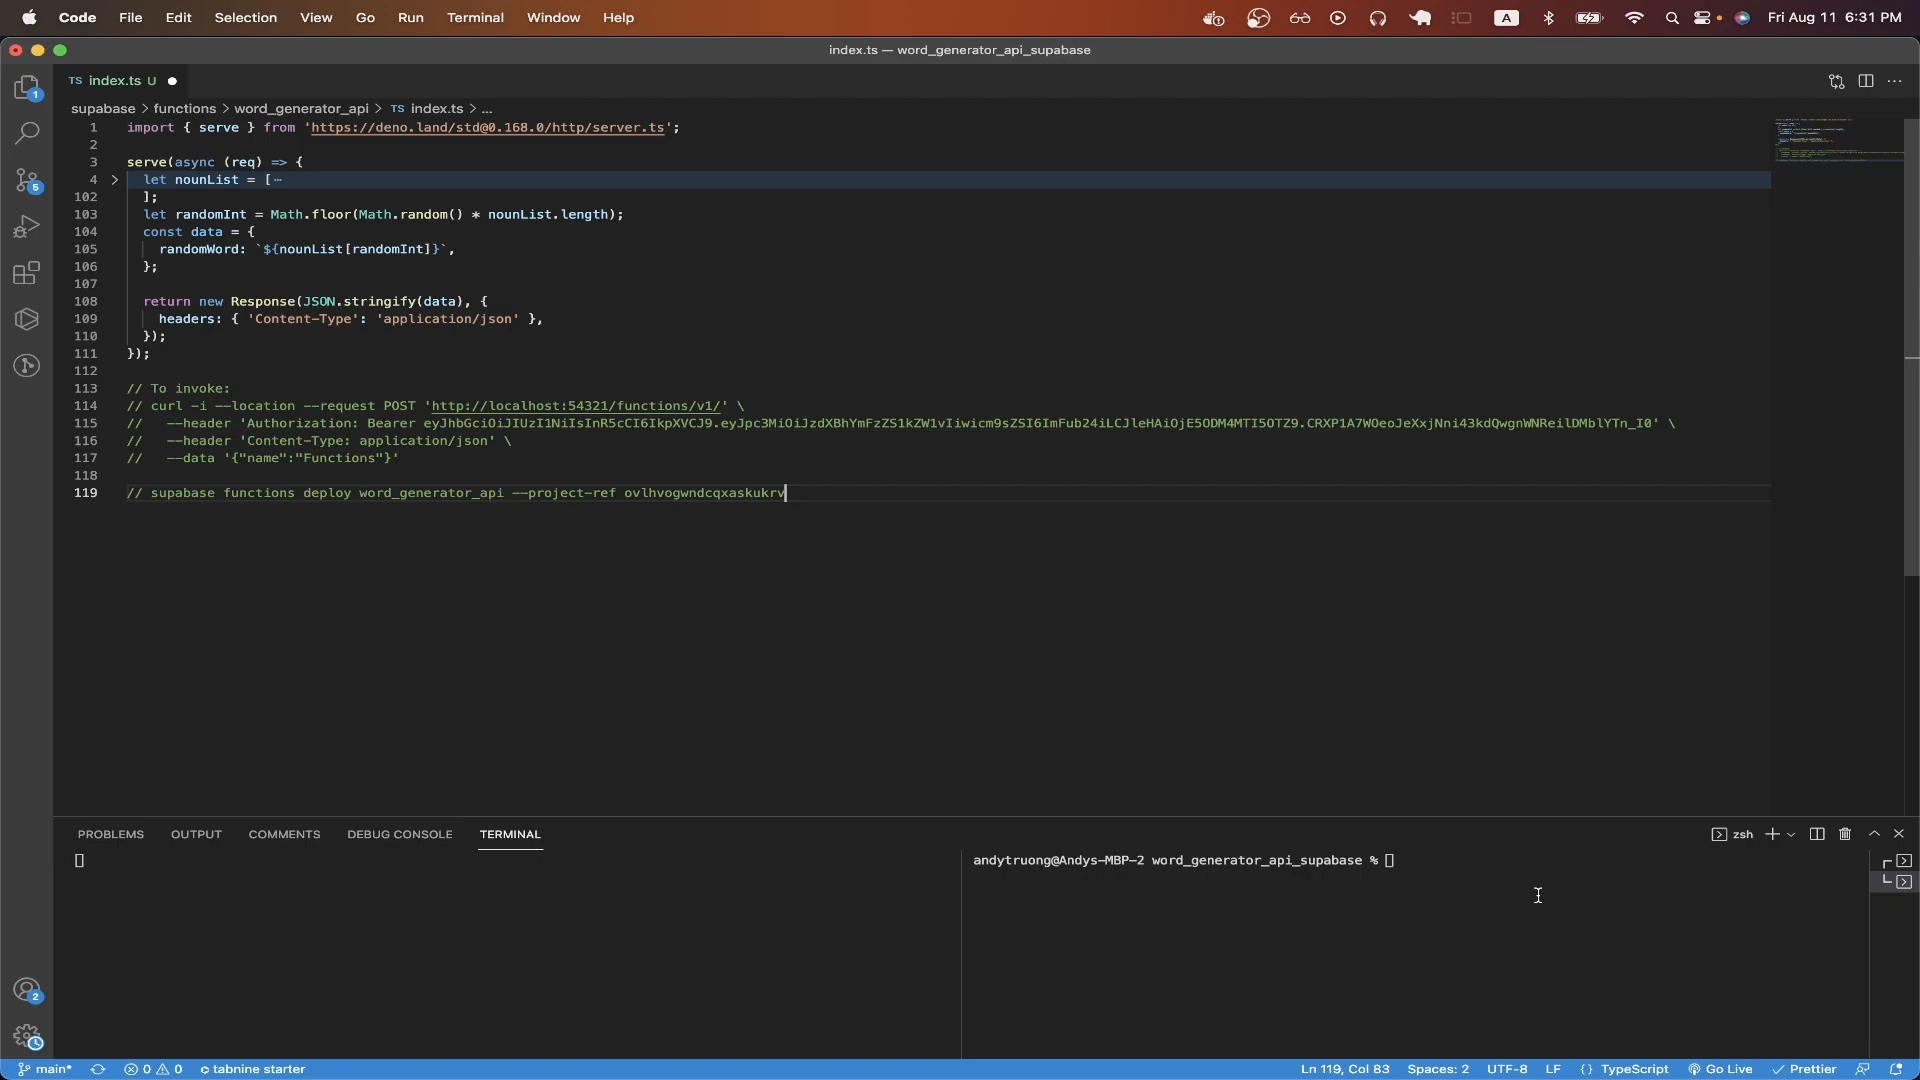 Code File Edit Selection View Go Run Terminal Window Help A Fri Aug 11 6:31 PM
index.ts — word_generator_api_supabase
TS index.ts U
supabase > functions > word_generator_api > TS index.ts > ...
1 import { serve } from 'https://deno.land/std@0.168.0/http/server.ts';
2
3 serve(async (req) => {
4 > let nounList = [⋯
102 ];
103 let randomInt = Math.floor(Math.random() * nounList.length);
104 const data = {
105 randomWord: `${nounList[randomInt]}`,
106 };
107
108 return new Response(JSON.stringify(data), {
109 headers: { 'Content-Type': 'application/json' },
110 });
111 });
112
113 // To invoke:
114 // curl -i --location --request POST 'http://localhost:54321/functions/v1/' \
115 // --header 'Authorization: Bearer eyJhbGciOiJIUzI1NiIsInR5cCI6IkpXVCJ9.eyJpc3MiOiJzdXBhYmFzZS1kZW1vIiwicm9sZSI6ImFub24iLCJleHAiOjE5ODM4MTI5OTZ9.CRXP1A7WOeoJeXxjNni43kdQwgnWNReilDMblYTn_I0' \
116 // --header 'Content-Type: application/json' \
117 // --data '{"name":"Functions"}'
118
119 // supabase functions deploy word_generator_api --project-ref ovlhvogwndcqxaskukrv
1
5
2
PROBLEMS OUTPUT COMMENTS DEBUG CONSOLE TERMINAL zsh
andytruong@Andys-MBP-2 word_generator_api_supabase %
main* 0 0 tabnine starter Ln 119, Col 83 Spaces: 2 UTF-8 LF { } TypeScript Go Live Prettier